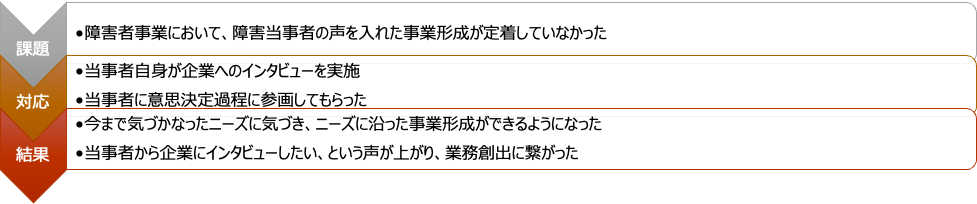 課題
•障害者事業において、障害当事者の声を入れた事業形成が定着していなかった
対応
•当事者自身が企業へのインタビューを実施
•当事者に意思決定過程に参画してもらった
結果
•今まで気づかなったニーズに気づき、ニーズに沿った事業形成ができるようになった
•当事者から企業にインタビューしたい、という声が上がり、業務創出に繋がった